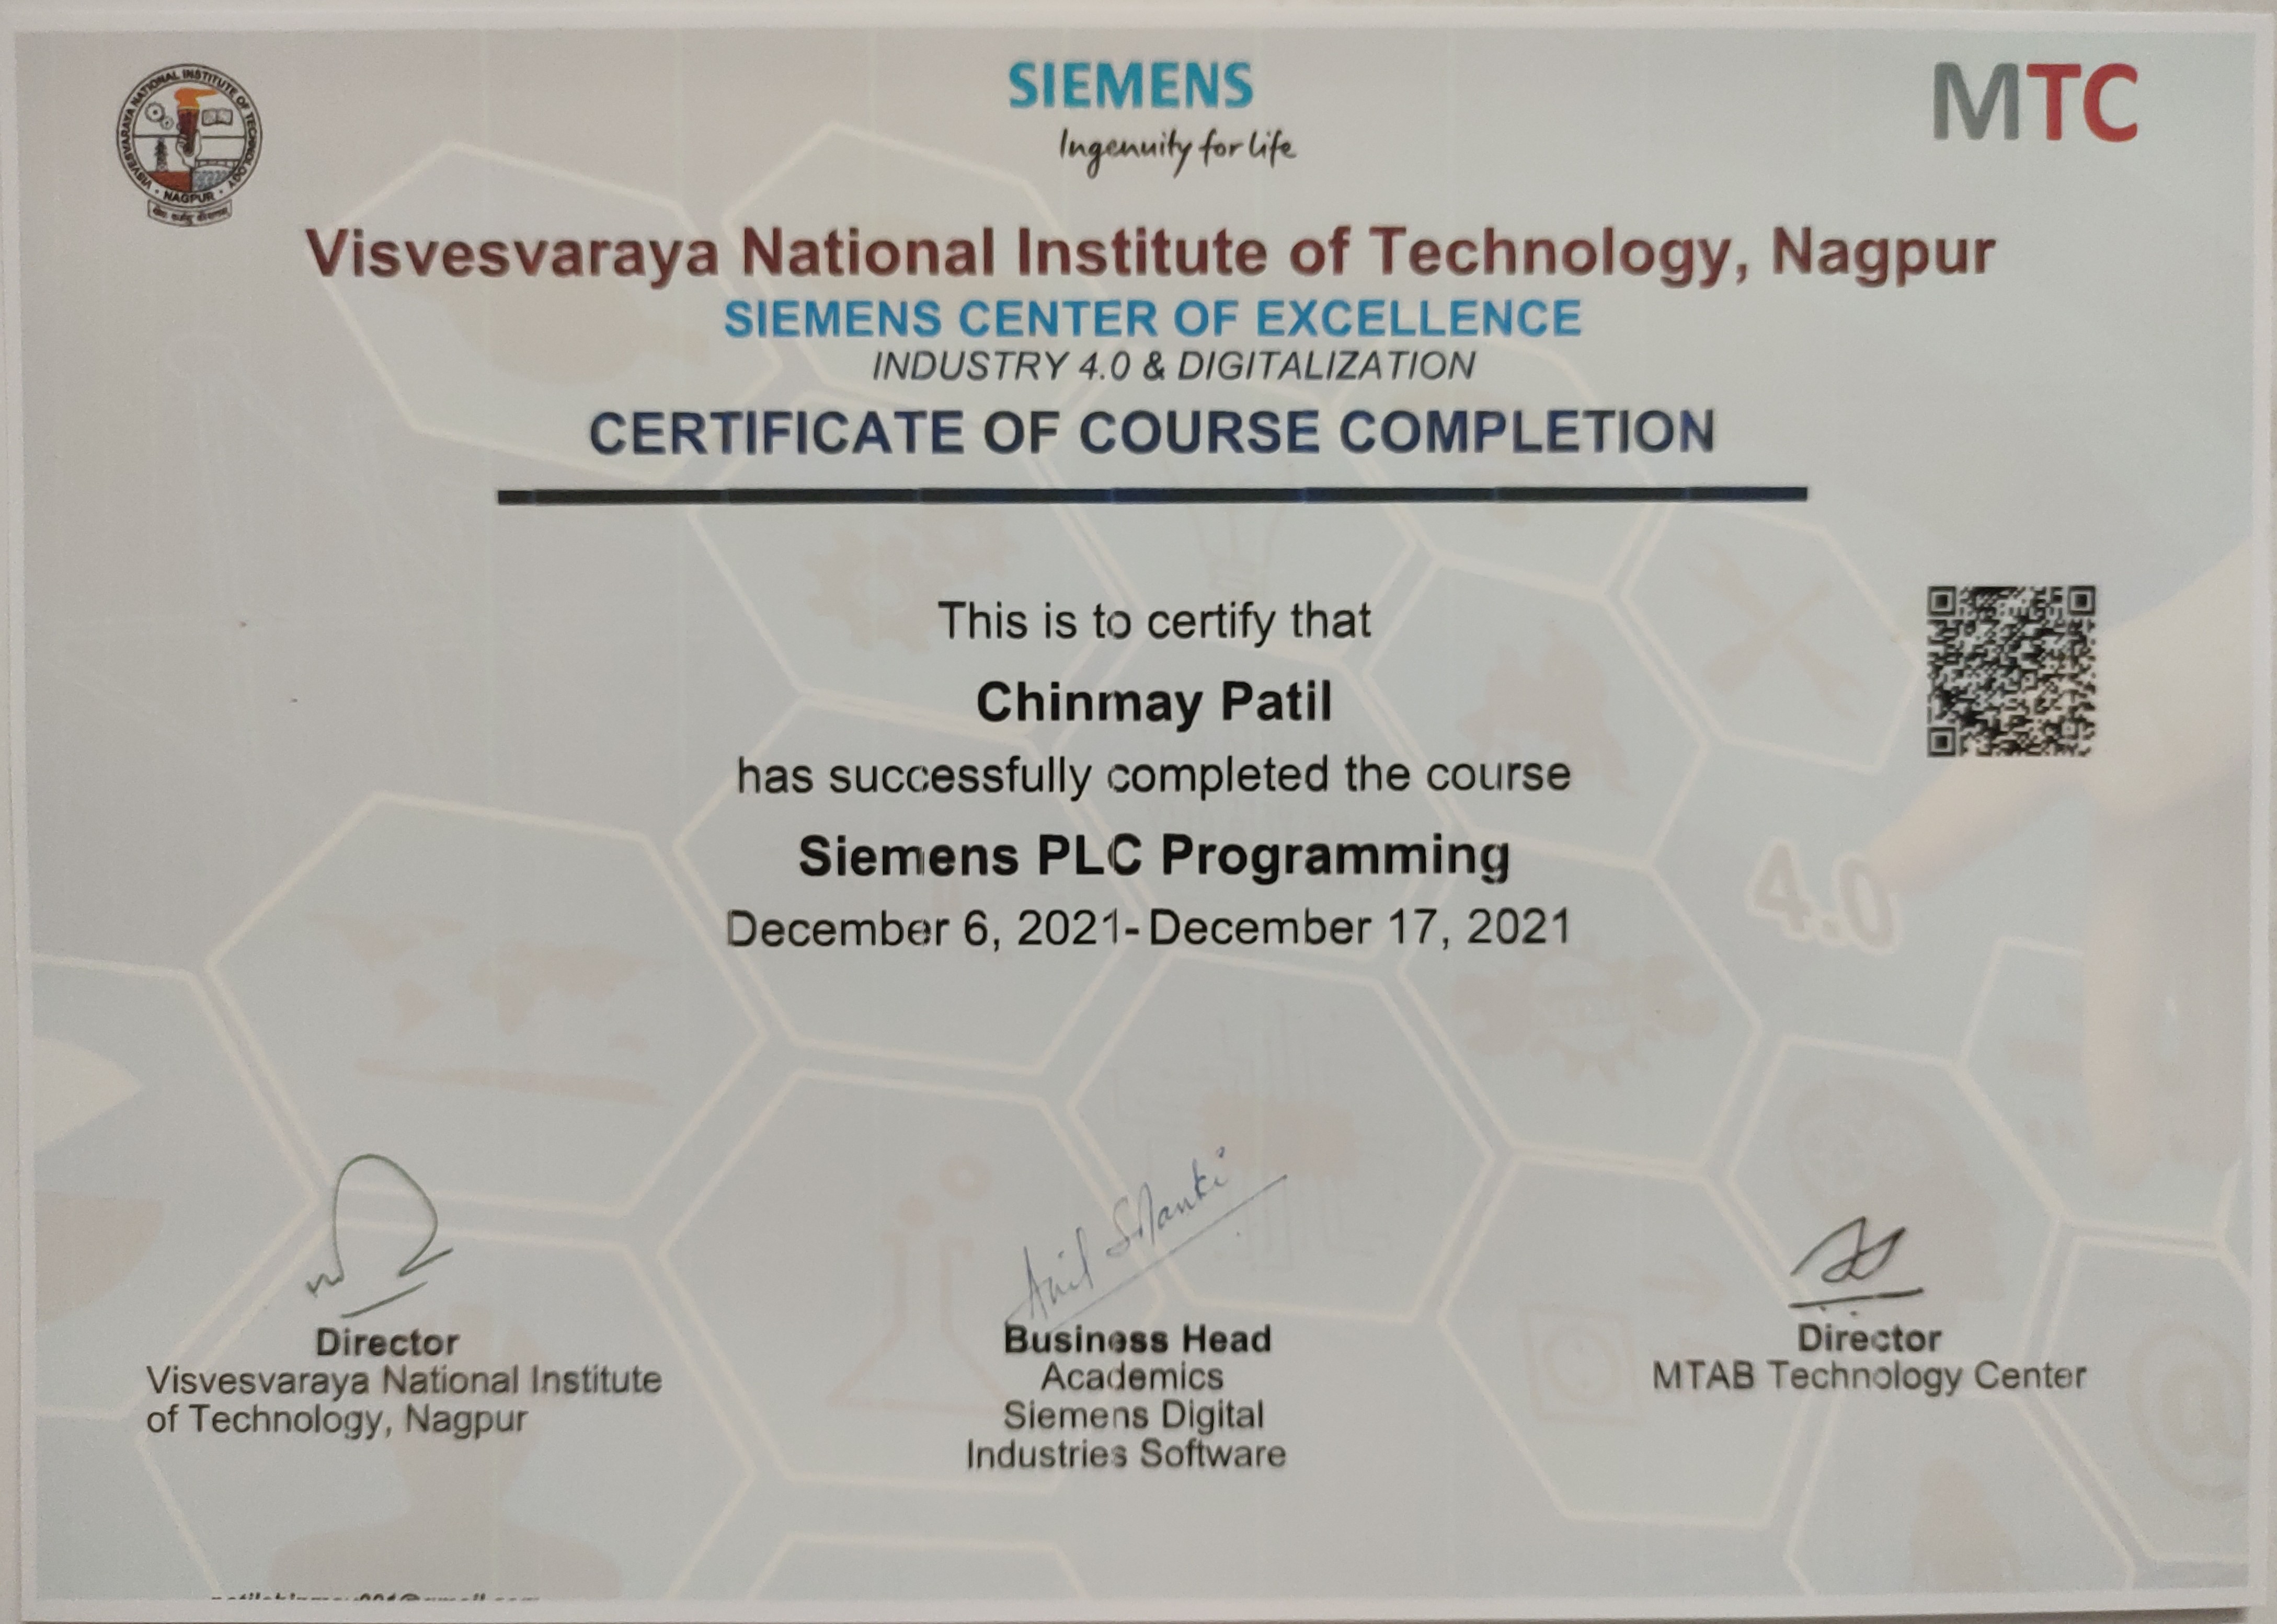 VISVESVARAYA NATIONAL INSTITUTE OF TECHNOLOGY
NAGPUR
SIEMENS
Ingenuity for life
MTC
Visvesvaraya National Institute of Technology, Nagpur
SIEMENS CENTER OF EXCELLENCE
INDUSTRY 4.0 & DIGITALIZATION
CERTIFICATE OF COURSE COMPLETION
This is to certify that
Chinmay Patil
has successfully completed the course
Siemens PLC Programming
December 6, 2021- December 17, 2021
4.0
Director
Visvesvaraya National Institute
of Technology, Nagpur
Anil Solanki
Business Head
Academics
Siemens Digital
Industries Software
Director
MTAB Technology Center